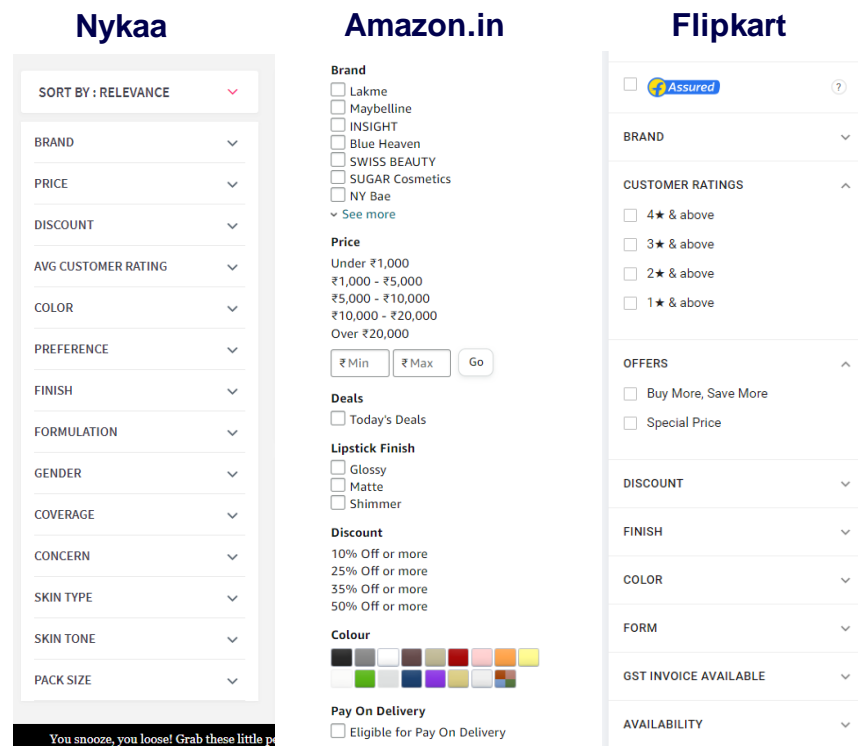 Nykaa
SORT BY : RELEVANCE
BRAND
PRICE
DISCOUNT
AVG CUSTOMER RATING
COLOR
PREFERENCE
FINISH
FORMULATION
GENDER
COVERAGE
CONCERN
SKIN TYPE
SKIN TONE
PACK SIZE
You snooze, you loose! Grab these little pe
Amazon.in
Brand
Lakme
Maybelline
INSIGHT
Blue Heaven
SWISS BEAUTY
SUGAR Cosmetics
NY Bae
See more
Price
Under ₹1,000
₹1,000 - ₹5,000
₹5,000 - ₹10,000
₹10,000 - ₹20,000
Over ₹20,000
₹ Min ₹ Max Go
Deals
Today's Deals
Lipstick Finish
Glossy
Matte
Shimmer
Discount
10% Off or more
25% Off or more
35% Off or more
50% Off or more
Colour
Pay On Delivery
Eligible for Pay On Delivery
Flipkart
f Assured ?
BRAND
CUSTOMER RATINGS
4★ & above
3★ & above
2★ & above
1★ & above
OFFERS
Buy More, Save More
Special Price
DISCOUNT
FINISH
COLOR
FORM
GST INVOICE AVAILABLE
AVAILABILITY